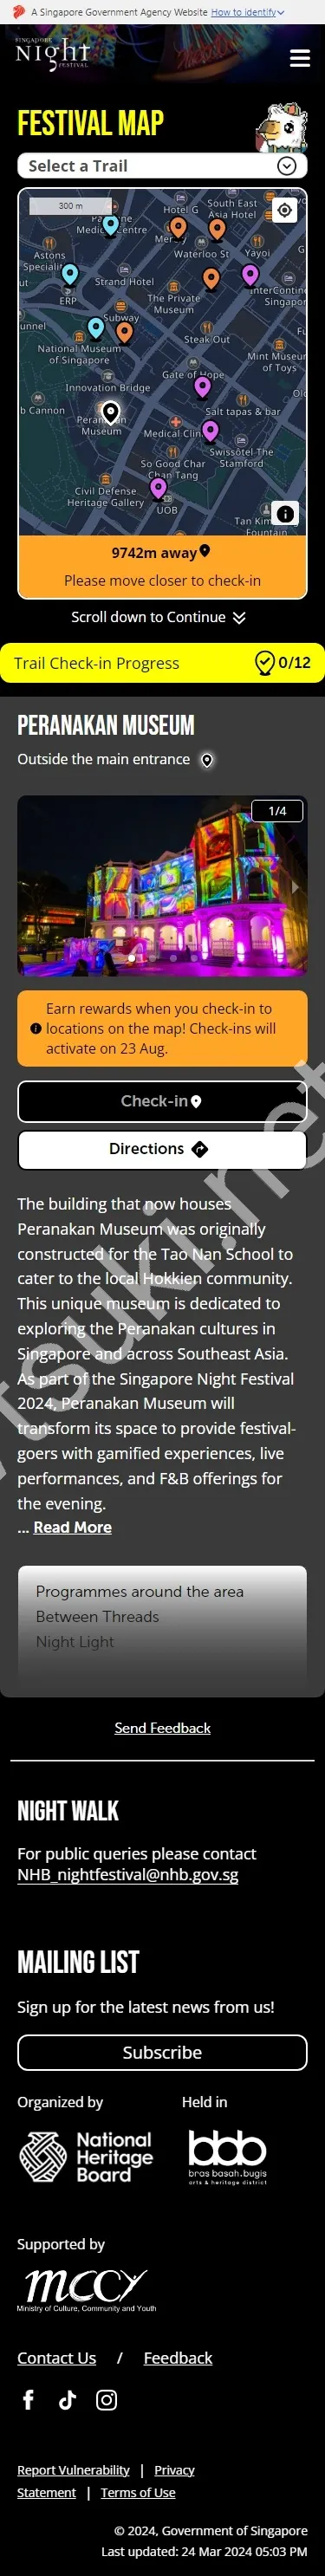 A Singapore Government Agency Website How to identify
SINGAPORE
Night
FESTIVAL
FESTIVAL MAP
Select a Trail
300 m
Hotel G
South East
Asia Hotel
Medic Centre
Waterloo St
Yayoi
Astons
Speciali
ERP
Strand Hotel
The Private
Museum
InterContine
Singapor
unnel
Subway
National Museum
of Singapore
Steak Out
Mint Museum
of Toys
Innovation Bridge
Gate of Hope
b Cannon
Peranakan
Museum
Salt tapas & bar
Medical Clin
Swissôtel The
Stamford
So Good Char
Chan Tang
Civil Defense
Heritage Gallery
UOB
Tan Kim
Fountain
9742m away
Please move closer to check-in
Scroll down to Continue
Trail Check-in Progress 0/12
PERANAKAN MUSEUM
Outside the main entrance
1/4
Earn rewards when you check-in to
locations on the map! Check-ins will
activate on 23 Aug.
Check-in
Directions
The building that now houses
Peranakan Museum was originally
constructed for the Tao Nan School to
cater to the local Hokkien community.
This unique museum is dedicated to
exploring the Peranakan cultures in
Singapore and across Southeast Asia.
As part of the Singapore Night Festival
2024, Peranakan Museum will
transform its space to provide festival-
goers with gamified experiences, live
performances, and F&B offerings for
the evening.
... Read More
Programmes around the area
Between Threads
Night Light
Send Feedback
NIGHT WALK
For public queries please contact
NHB_nightfestival@nhb.gov.sg
MAILING LIST
Sign up for the latest news from us!
Subscribe
Organized by Held in
National
Heritage
Board
bbb
bras basah.bugis
arts & heritage district
Supported by
mccy
Ministry of Culture, Community and Youth
Contact Us / Feedback
Report Vulnerability | Privacy
Statement | Terms of Use
© 2024, Government of Singapore
Last updated: 24 Mar 2024 05:03 PM